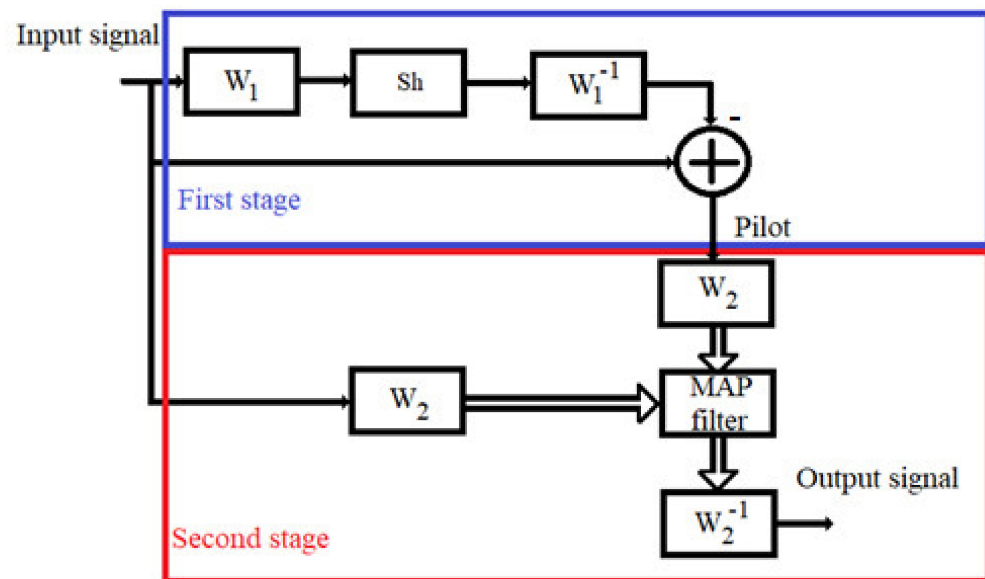 Input signal
W₁
Sh
W₁⁻¹
-
First stage
Pilot
W₂
W₂
MAP
filter
Output signal
W₂⁻¹
Second stage